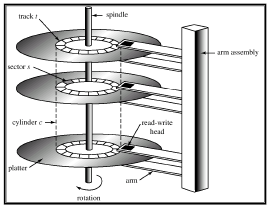 track t
spindle
arm assembly
sector s
cylinder c
read-write
head
platter
arm
rotation